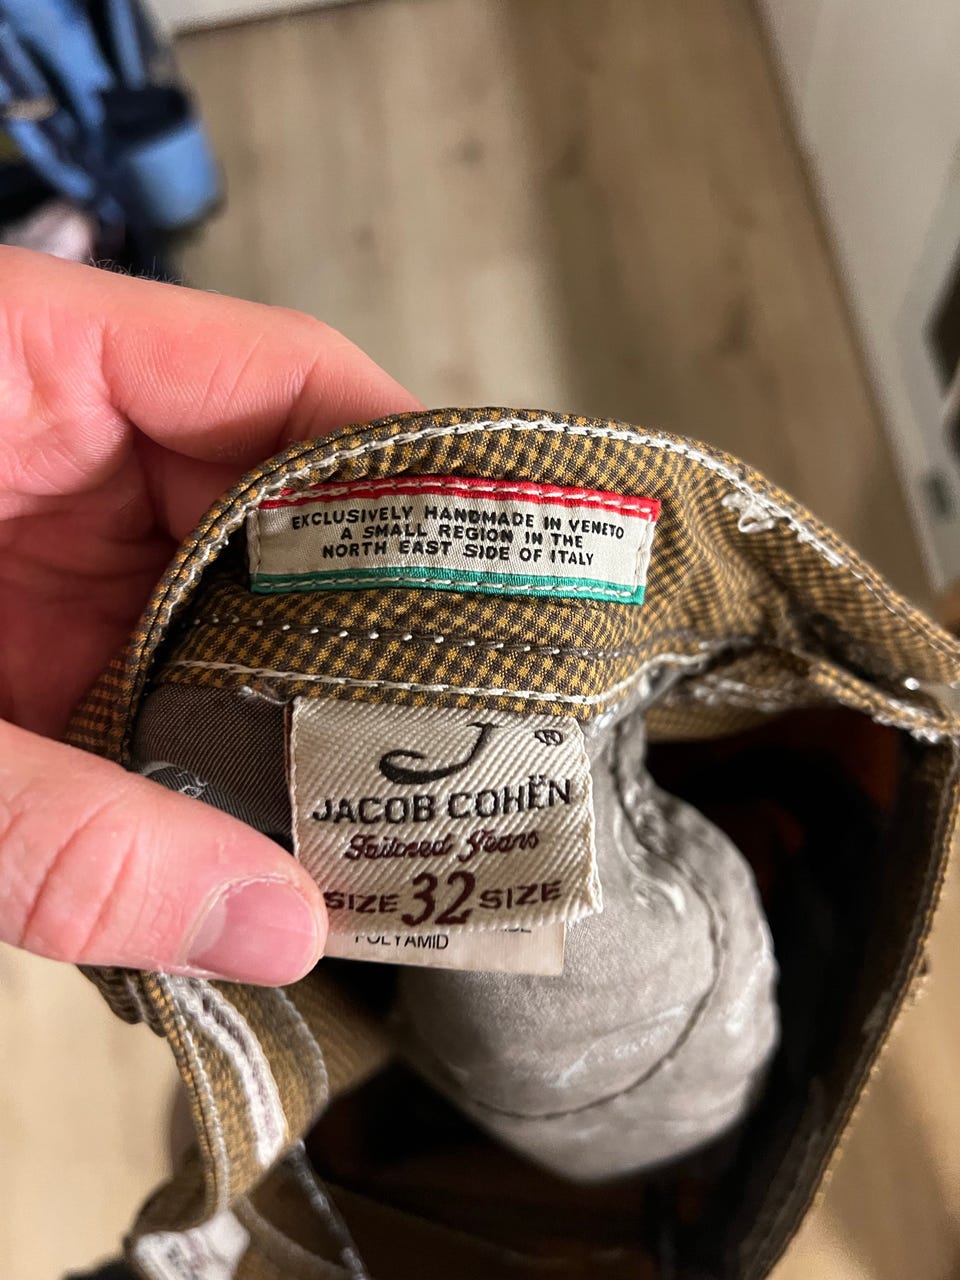 EXCLUSIVELY HANDMADE IN VENETO
A SMALL REGION IN THE
NORTH EAST SIDE OF ITALY
J ®
JACOB COHËN
Tailored Jeans
SIZE 32 SIZE
POLYAMID